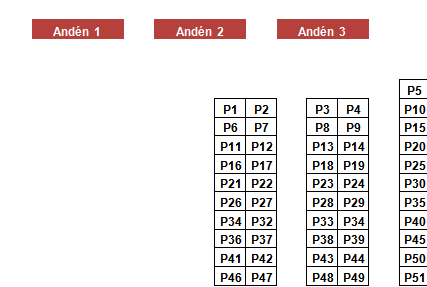 Andén 1 Andén 2 Andén 3
P5
P1 P2 P3 P4 P10
P6 P7 P8 P9 P15
P11 P12 P13 P14 P20
P16 P17 P18 P19 P25
P21 P22 P23 P24 P30
P26 P27 P28 P29 P35
P34 P32 P33 P34 P40
P36 P37 P38 P39 P45
P41 P42 P43 P44 P50
P46 P47 P48 P49 P51